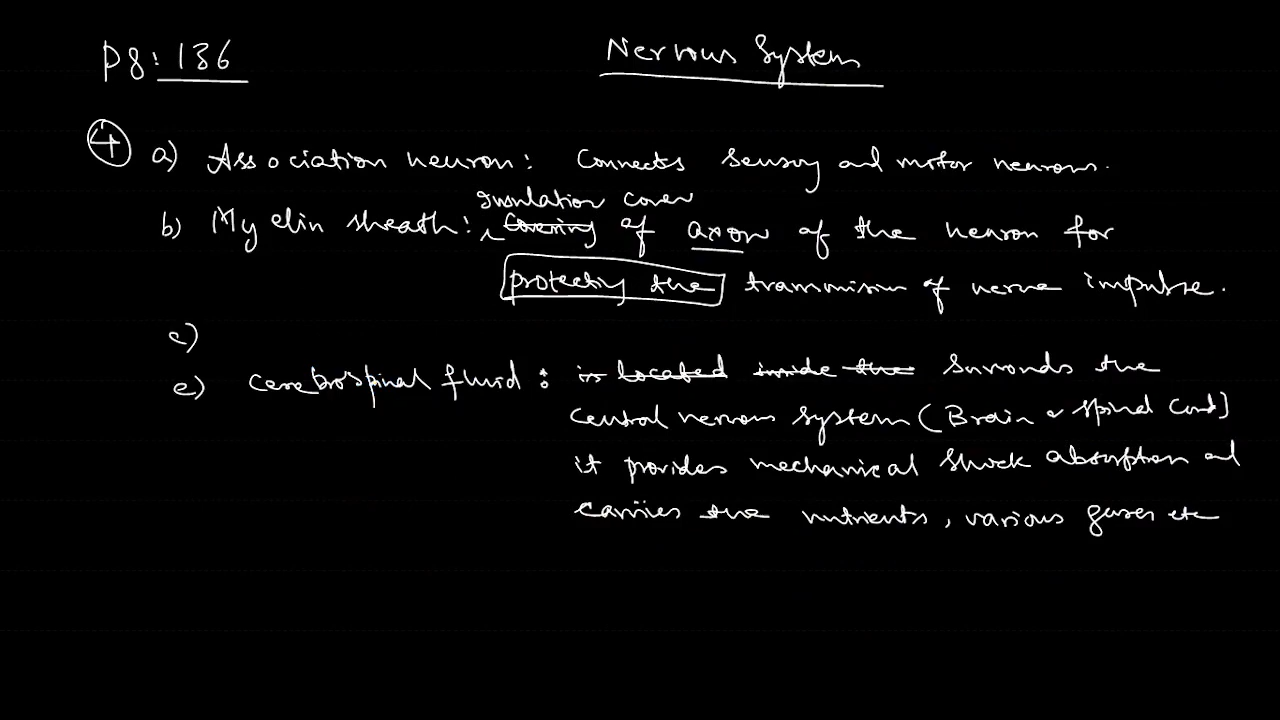 Pg: 136
Nervous System
4 a) Association neuron: Connects sensory and motor neurons.
insulation cover
b) Myelin sheath: covering of axon of the neuron for
protecting the transmission of nerve impulse.
c)
e) Cerebrospinal fluid: is located inside the Surrounds the
central nervous system (Brain & spinal Cord)
it provides mechanical shock absorption and
carries the nutrients, various gases etc